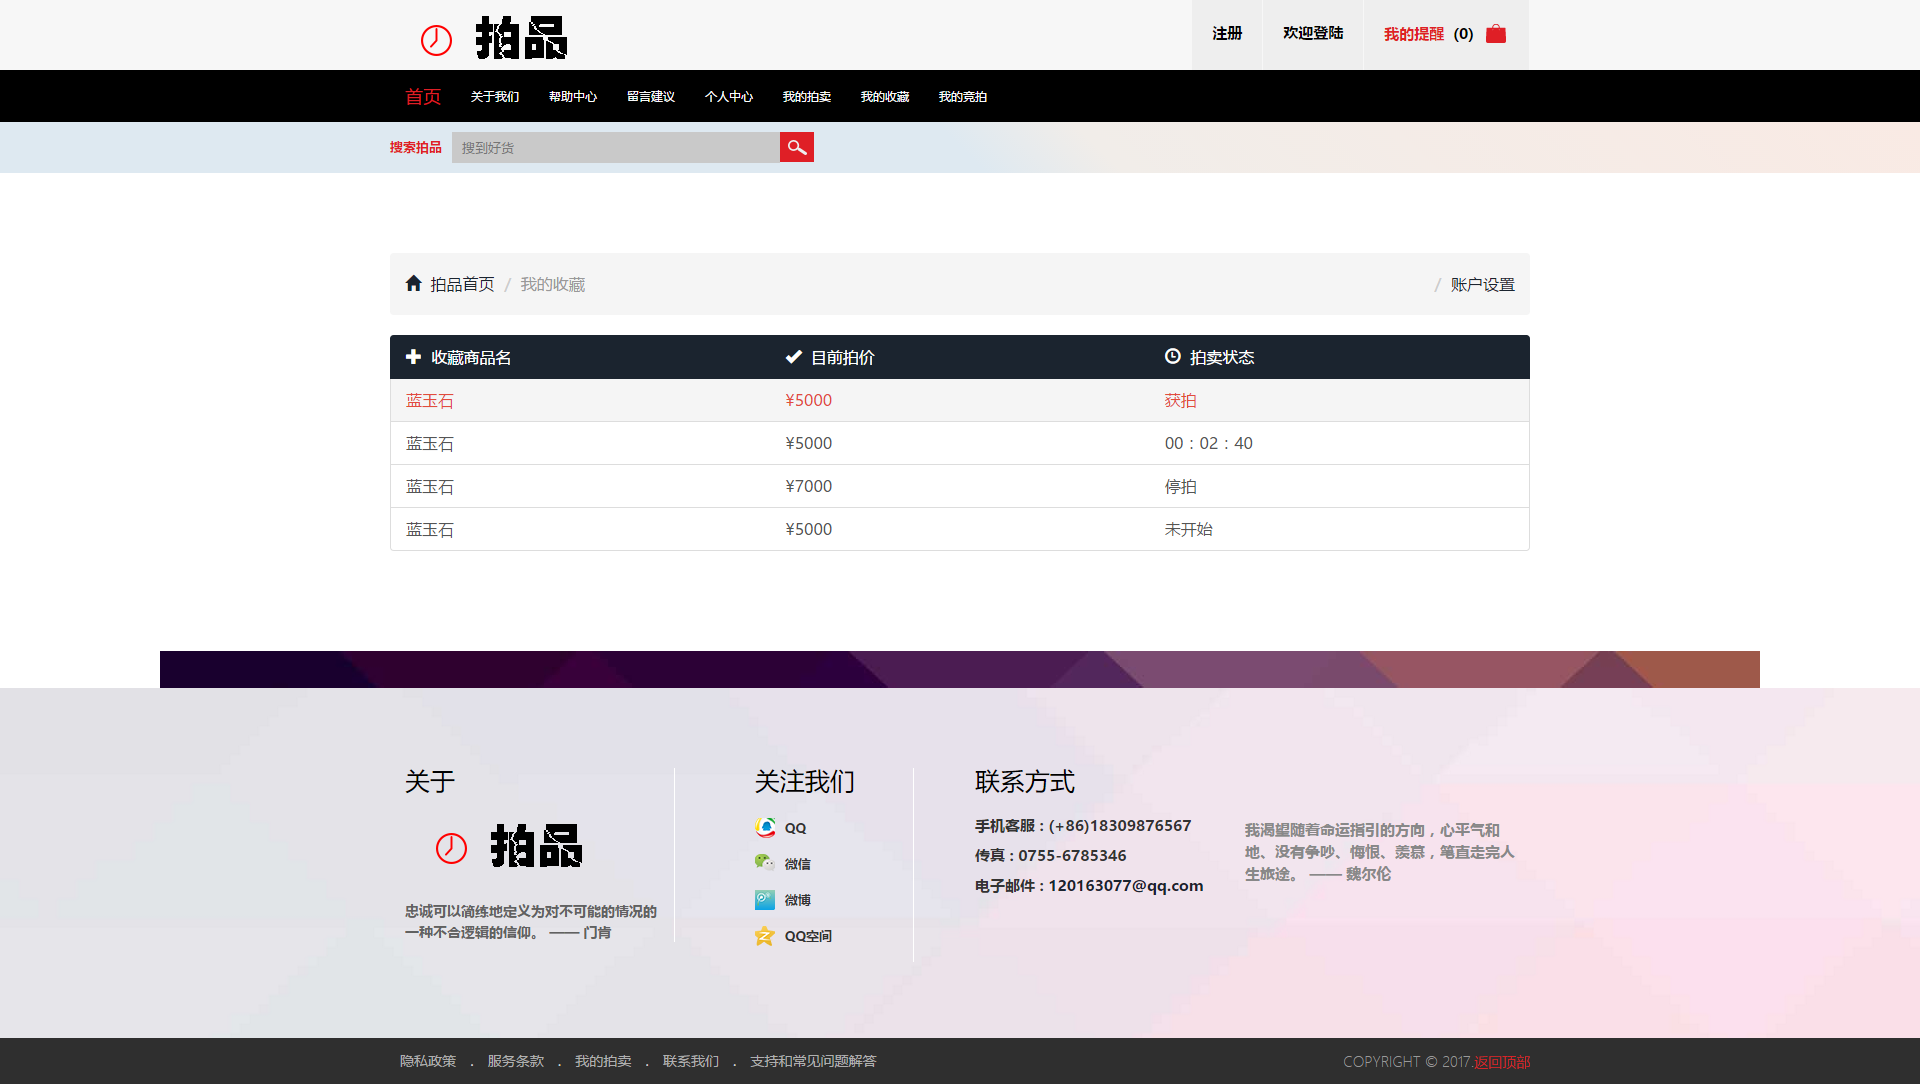 拍品
注册 欢迎登陆 我的提醒 (0)
首页 关于我们 帮助中心 留言建议 个人中心 我的拍卖 我的收藏 我的竞拍
搜索拍品 搜到好货
拍品首页 / 我的收藏 / 账户设置
收藏商品名 目前拍价 拍卖状态
蓝玉石 ¥5000 获拍
蓝玉石 ¥5000 00：02：40
蓝玉石 ¥7000 停拍
蓝玉石 ¥5000 未开始
关于
拍品
忠诚可以简练地定义为对不可能的情况的
一种不合逻辑的信仰。 —— 门肯
关注我们
QQ
微信
微博
QQ空间
联系方式
手机客服 : (+86)18309876567
传真 : 0755-6785346
电子邮件 : 120163077@qq.com
我渴望随着命运指引的方向，心平气和
地、没有争吵、悔恨、羡慕，笔直走完人
生旅途。 —— 魏尔伦
隐私政策 . 服务条款 . 我的拍卖 . 联系我们 . 支持和常见问题解答
COPYRIGHT © 2017.返回顶部